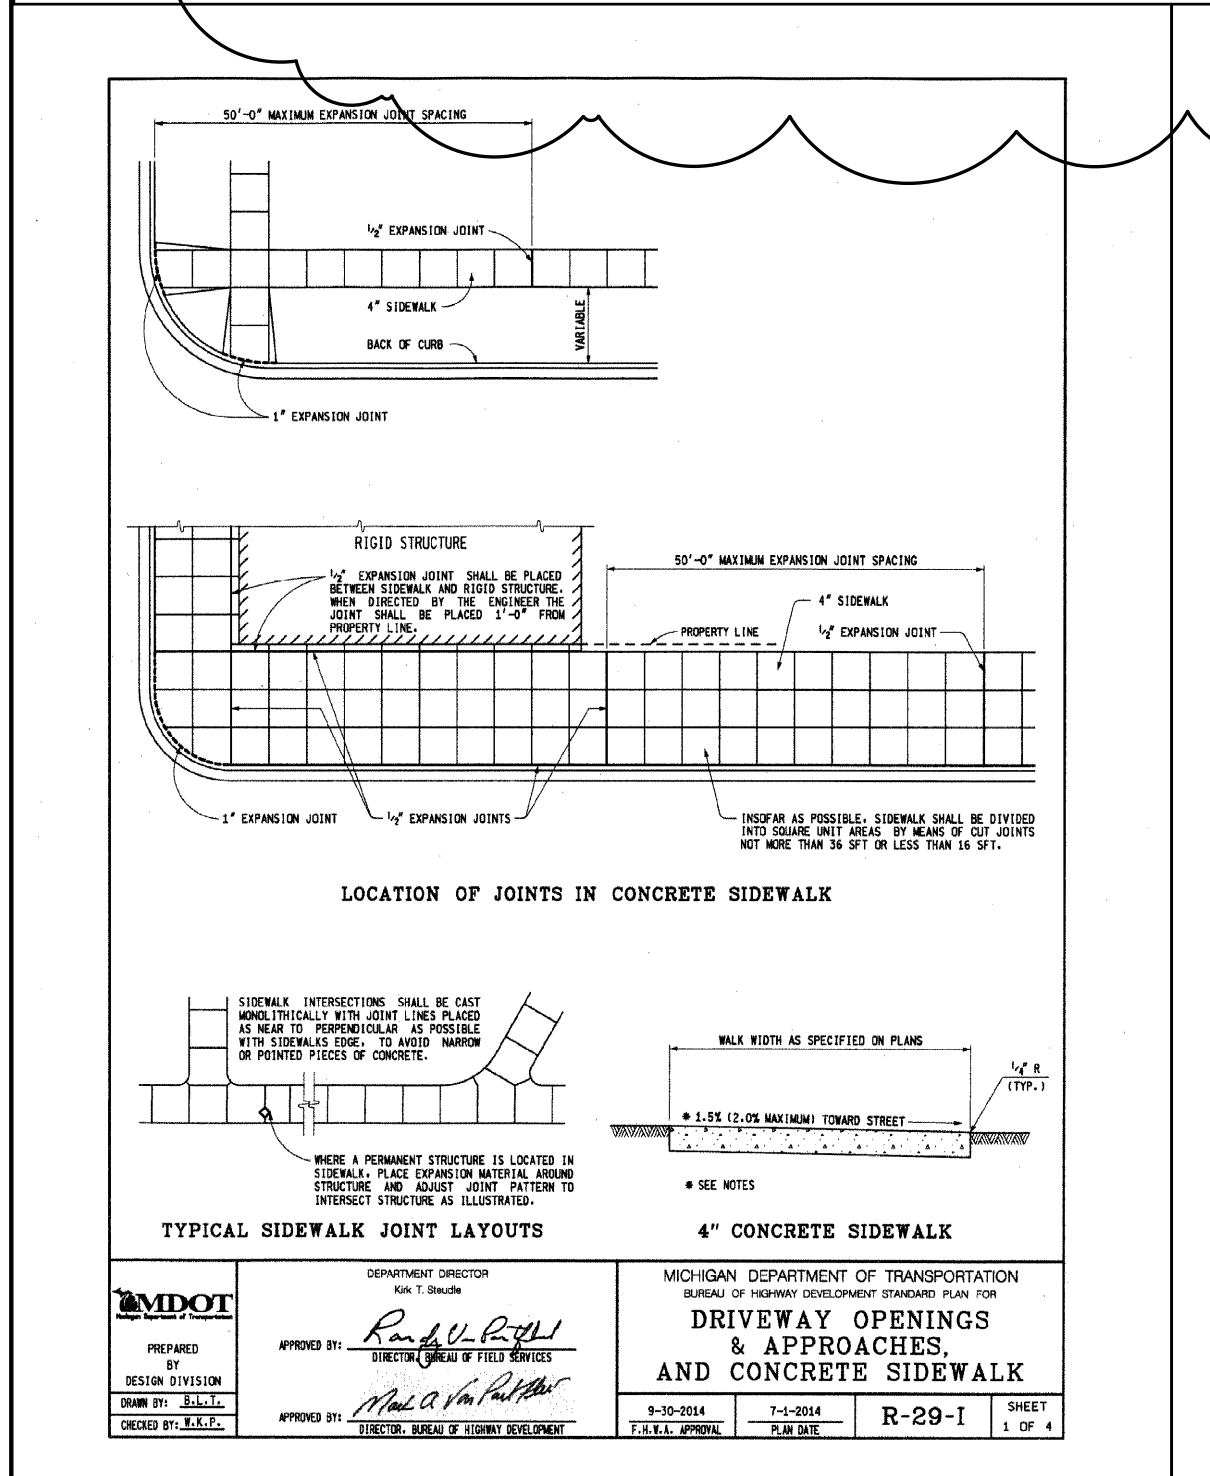 50'-0" MAXIMUM EXPANSION JOINT SPACING
1/2" EXPANSION JOINT
4" SIDEWALK
VARIABLE
BACK OF CURB
1" EXPANSION JOINT
RIGID STRUCTURE
1/2" EXPANSION JOINT SHALL BE PLACED
BETWEEN SIDEWALK AND RIGID STRUCTURE.
WHEN DIRECTED BY THE ENGINEER THE
JOINT SHALL BE PLACED 1'-0" FROM
PROPERTY LINE.
50'-0" MAXIMUM EXPANSION JOINT SPACING
4" SIDEWALK
PROPERTY LINE
1/2" EXPANSION JOINT
1" EXPANSION JOINT
1/2" EXPANSION JOINTS
INSOFAR AS POSSIBLE, SIDEWALK SHALL BE DIVIDED
INTO SQUARE UNIT AREAS BY MEANS OF CUT JOINTS
NOT MORE THAN 36 SFT OR LESS THAN 16 SFT.
LOCATION OF JOINTS IN CONCRETE SIDEWALK
SIDEWALK INTERSECTIONS SHALL BE CAST
MONOLITHICALLY WITH JOINT LINES PLACED
AS NEAR TO PERPENDICULAR AS POSSIBLE
WITH SIDEWALKS EDGE, TO AVOID NARROW
OR POINTED PIECES OF CONCRETE.
WHERE A PERMANENT STRUCTURE IS LOCATED IN
SIDEWALK, PLACE EXPANSION MATERIAL AROUND
STRUCTURE AND ADJUST JOINT PATTERN TO
INTERSECT STRUCTURE AS ILLUSTRATED.
TYPICAL SIDEWALK JOINT LAYOUTS
WALK WIDTH AS SPECIFIED ON PLANS
1/4" R
(TYP.)
* 1.5% (2.0% MAXIMUM) TOWARD STREET
* SEE NOTES
4" CONCRETE SIDEWALK
MDOT
Michigan Department of Transportation
PREPARED
BY
DESIGN DIVISION
DRAWN BY: B.L.T.
CHECKED BY: W.K.P.
DEPARTMENT DIRECTOR
Kirk T. Steudle
APPROVED BY: Randy Van Portfliet
DIRECTOR, BUREAU OF FIELD SERVICES
APPROVED BY: Mark A Van Port Fleet
DIRECTOR, BUREAU OF HIGHWAY DEVELOPMENT
MICHIGAN DEPARTMENT OF TRANSPORTATION
BUREAU OF HIGHWAY DEVELOPMENT STANDARD PLAN FOR
DRIVEWAY OPENINGS
& APPROACHES,
AND CONCRETE SIDEWALK
9-30-2014
F.H.W.A. APPROVAL
7-1-2014
PLAN DATE
R-29-I
SHEET
1 OF 4